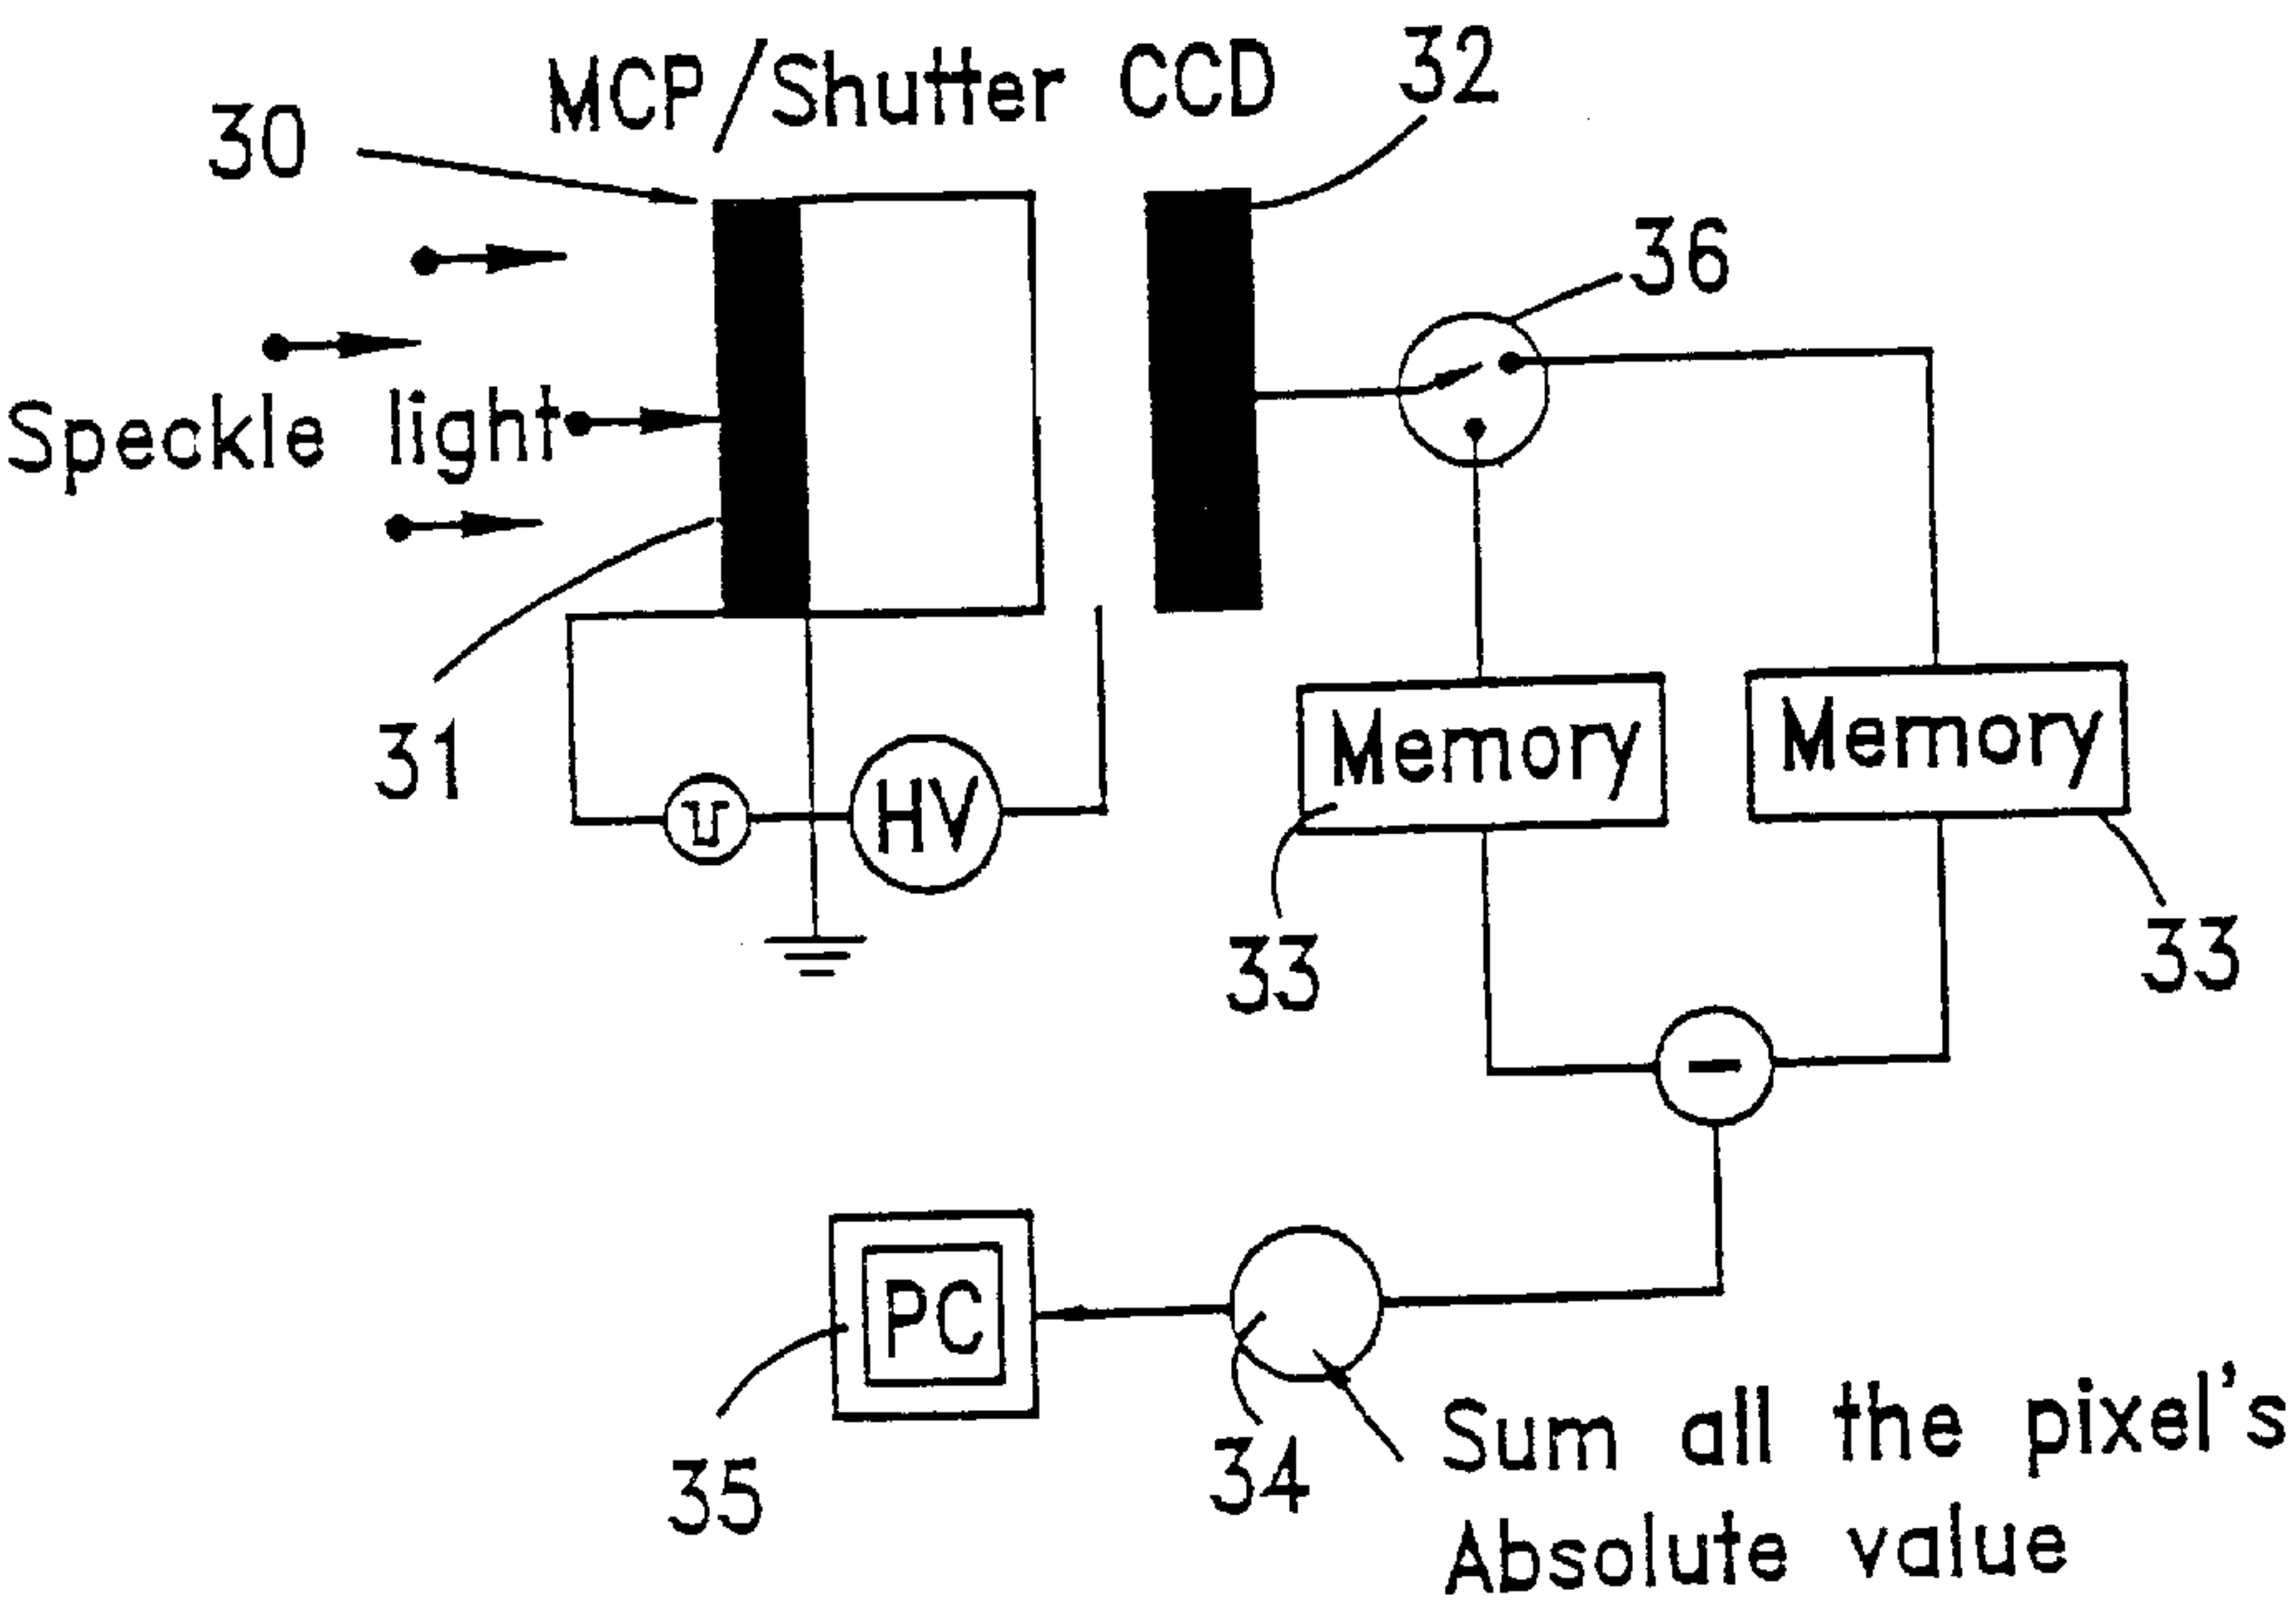 MCP/Shutter CCD
32
30
36
Speckle light
31
Memory
Memory
U
HV
33
33
PC
35
34
Sum all the pixel's
Absolute value